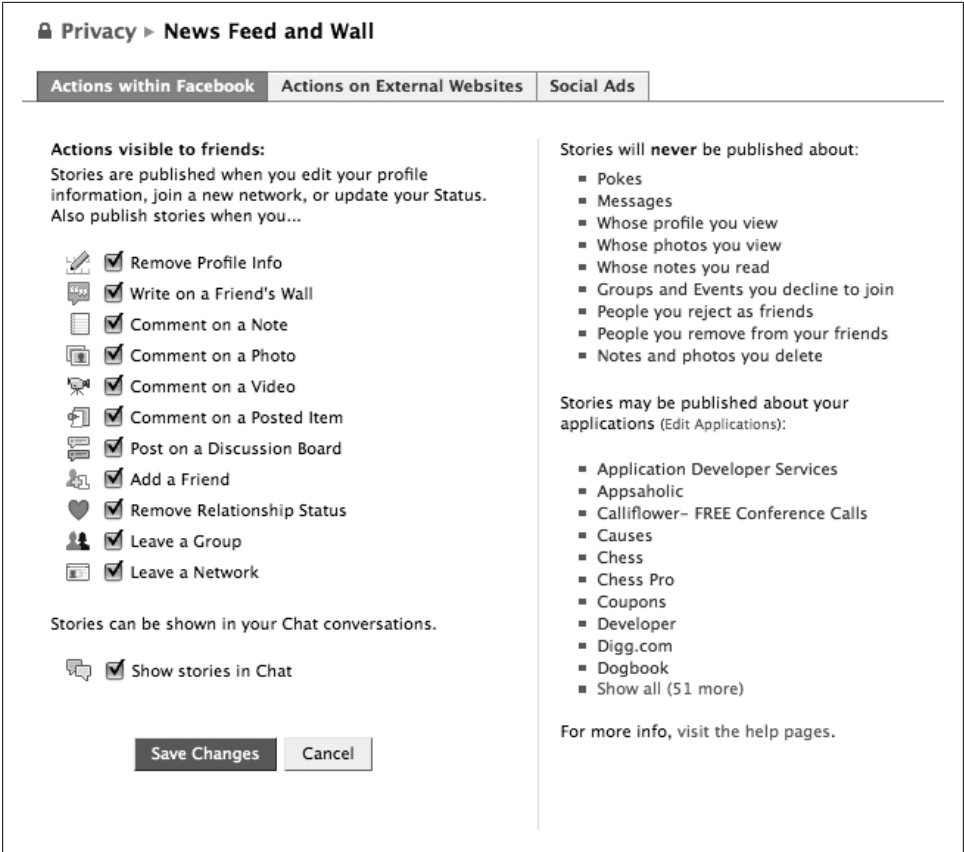 Privacy ▸ News Feed and Wall
Actions within Facebook
Actions on External Websites
Social Ads
Actions visible to friends:
Stories are published when you edit your profile
information, join a new network, or update your Status.
Also publish stories when you...
Remove Profile Info
Write on a Friend's Wall
Comment on a Note
Comment on a Photo
Comment on a Video
Comment on a Posted Item
Post on a Discussion Board
Add a Friend
Remove Relationship Status
Leave a Group
Leave a Network
Stories can be shown in your Chat conversations.
Show stories in Chat
Save Changes
Cancel
Stories will never be published about:
Pokes
Messages
Whose profile you view
Whose photos you view
Whose notes you read
Groups and Events you decline to join
People you reject as friends
People you remove from your friends
Notes and photos you delete
Stories may be published about your
applications (Edit Applications):
Application Developer Services
Appsaholic
Calliflower– FREE Conference Calls
Causes
Chess
Chess Pro
Coupons
Developer
Digg.com
Dogbook
Show all (51 more)
For more info, visit the help pages.